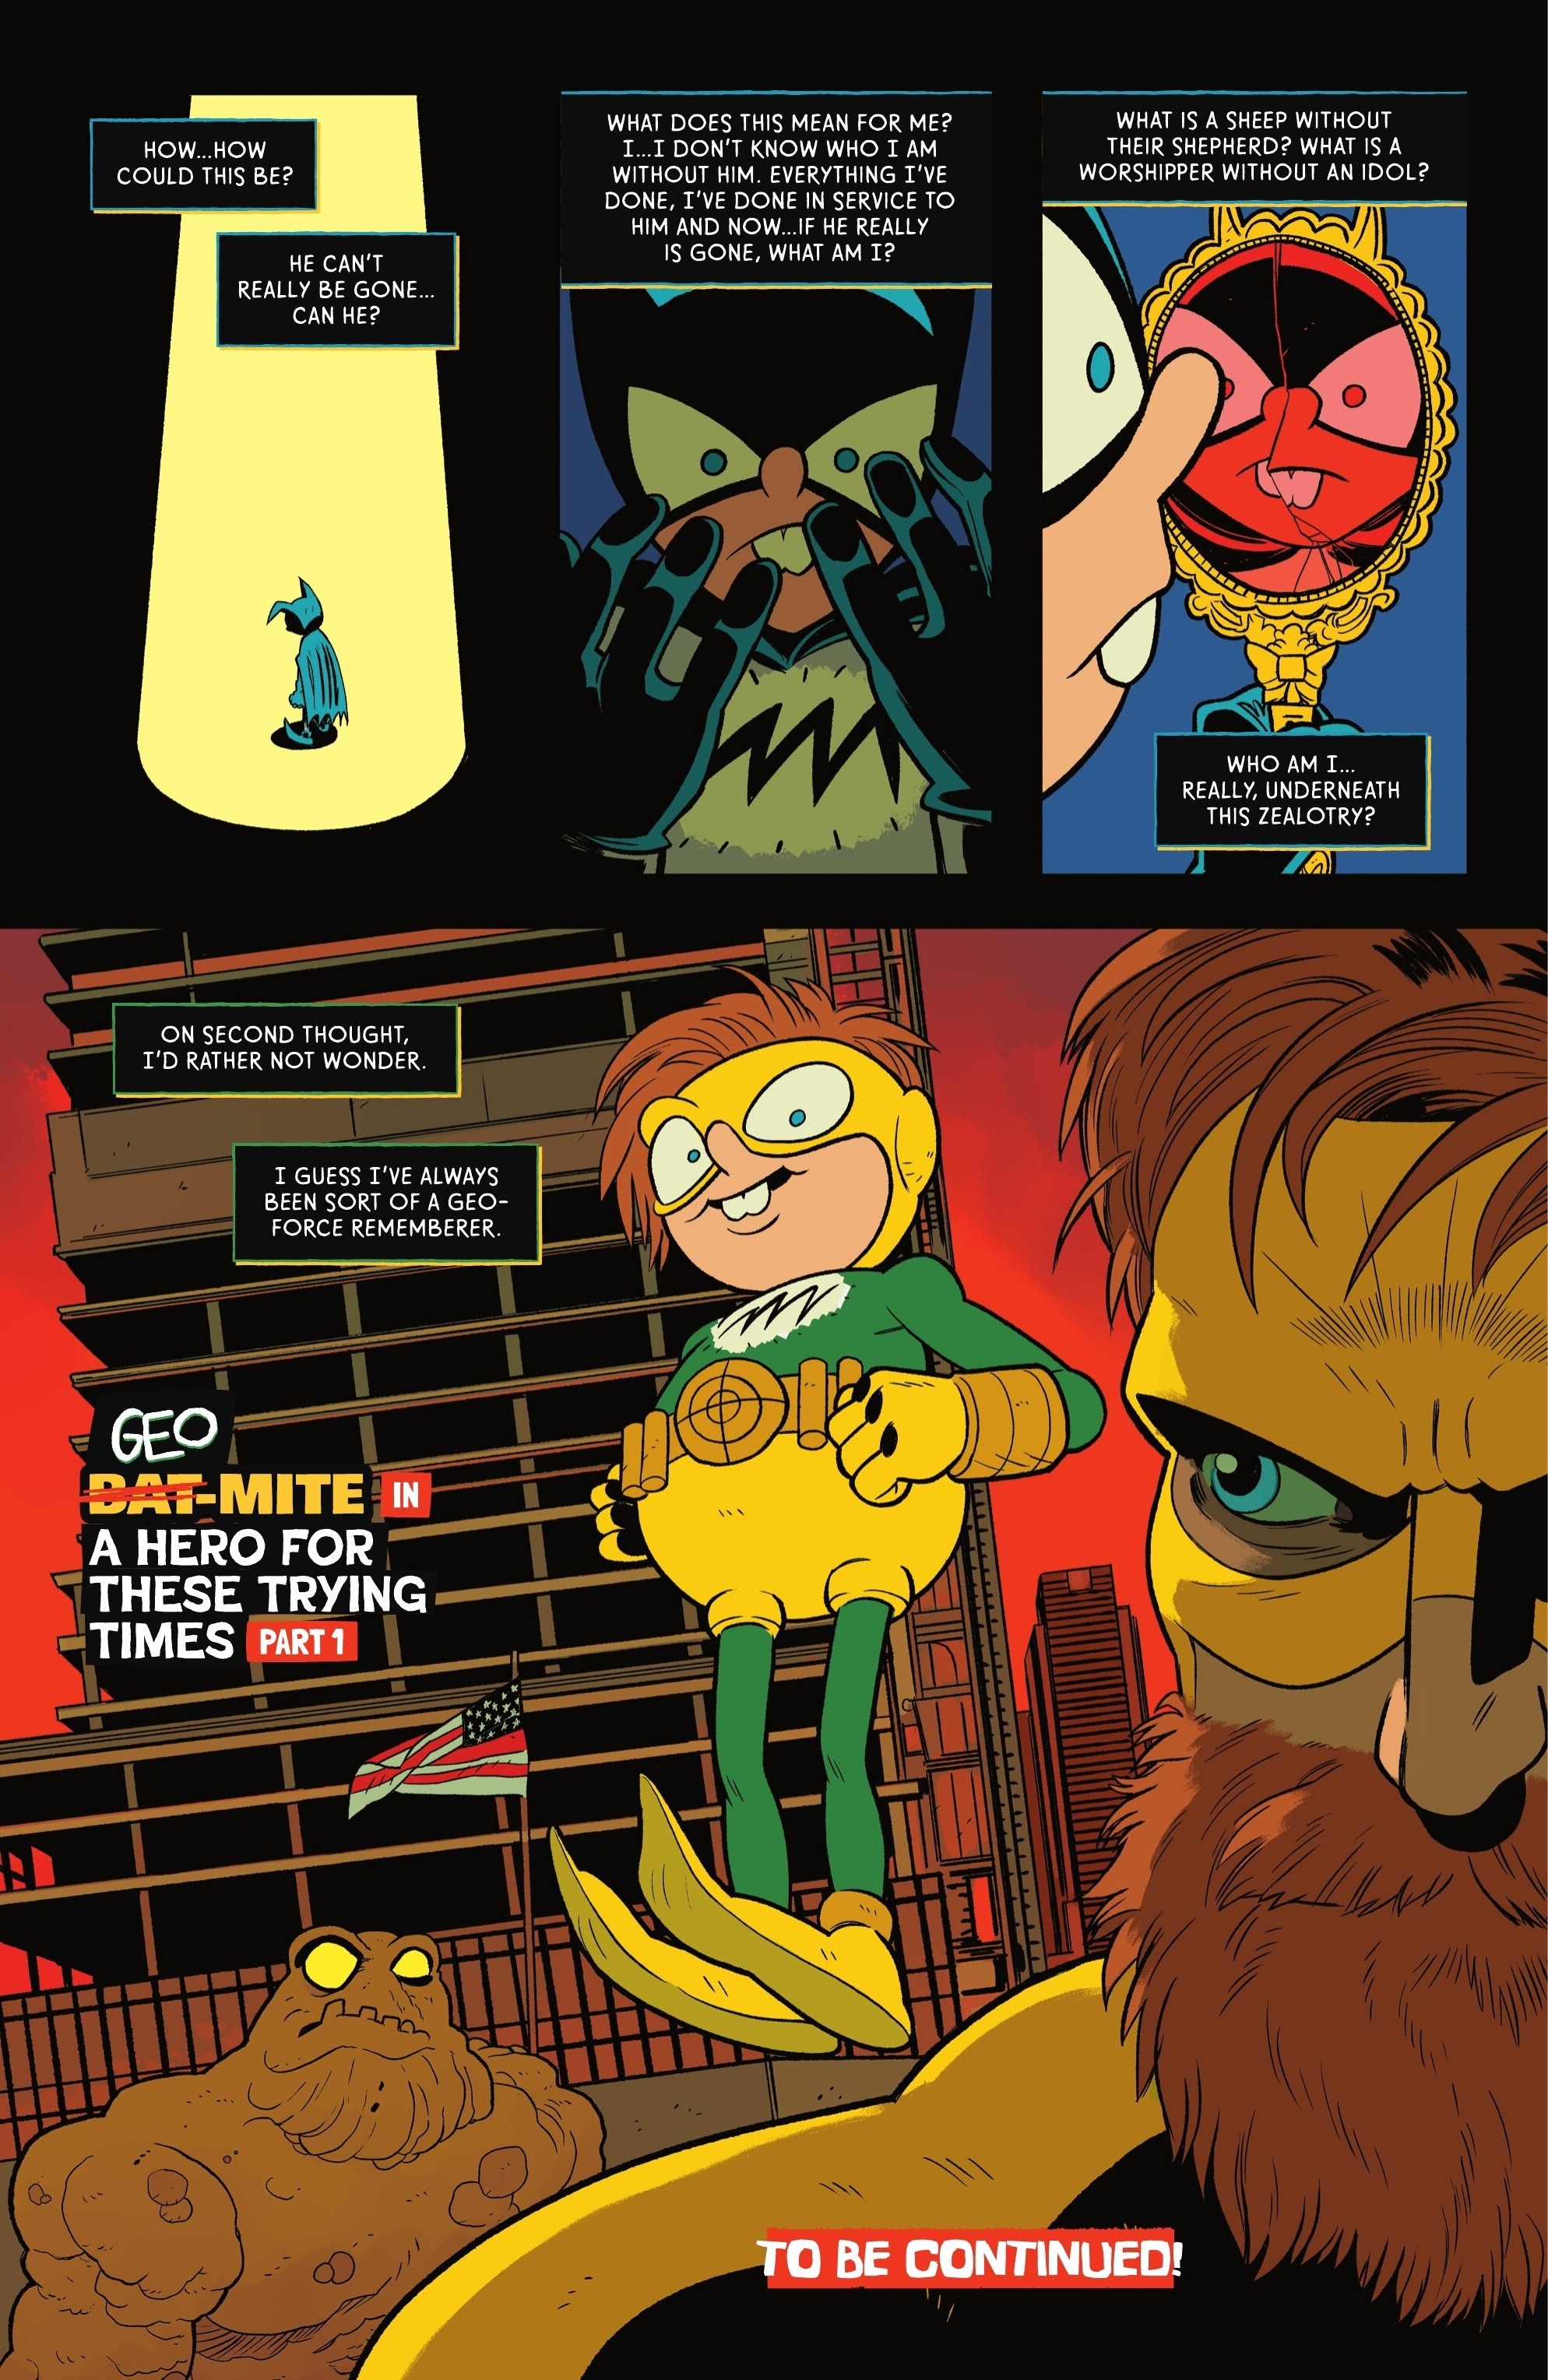 HOW...HOW
COULD THIS BE?
HE CAN'T
REALLY BE GONE...
CAN HE?
WHAT DOES THIS MEAN FOR ME?
I...I DON'T KNOW WHO I AM
WITHOUT HIM. EVERYTHING I'VE
DONE, I'VE DONE IN SERVICE TO
HIM AND NOW...IF HE REALLY
IS GONE, WHAT AM I?
WHAT IS A SHEEP WITHOUT
THEIR SHEPHERD? WHAT IS A
WORSHIPPER WITHOUT AN IDOL?
WHO AM I...
REALLY, UNDERNEATH
THIS ZEALOTRY?
ON SECOND THOUGHT,
I'D RATHER NOT WONDER.
I GUESS I'VE ALWAYS
BEEN SORT OF A GEO-
FORCE REMEMBERER.
GEO
BAT-MITE IN
A HERO FOR
THESE TRYING
TIMES PART 1
TO BE CONTINUED!